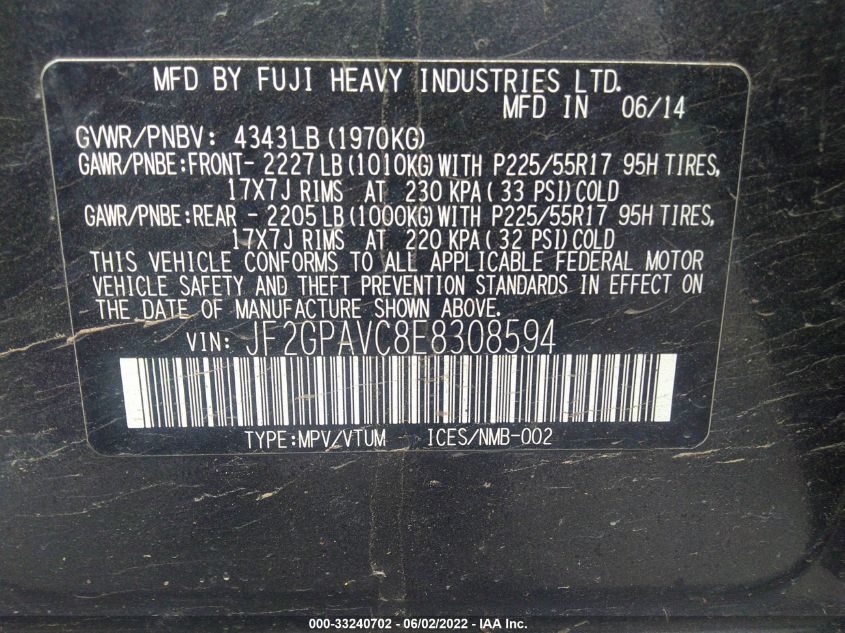 MFD BY FUJI HEAVY INDUSTRIES LTD.
MFD IN 06/14
GVWR/PNBV: 4343LB (1970KG)
GAWR/PNBE:FRONT- 2227LB (1010KG) WITH P225/55R17 95H TIRES,
17X7J RIMS AT 230 KPA (33 PSI) COLD
GAWR/PNBE:REAR - 2205LB (1000KG) WITH P225/55R17 95H TIRES,
17X7J RIMS AT 220 KPA (32 PSI) COLD
THIS VEHICLE CONFORMS TO ALL APPLICABLE FEDERAL MOTOR
VEHICLE SAFETY AND THEFT PREVENTION STANDARDS IN EFFECT ON
THE DATE OF MANUFACTURE SHOWN ABOVE.
VIN: JF2GPAVC8E8308594
TYPE:MPV/VTUM ICES/NMB-002
000-33240702 - 06/02/2022 - IAA Inc.